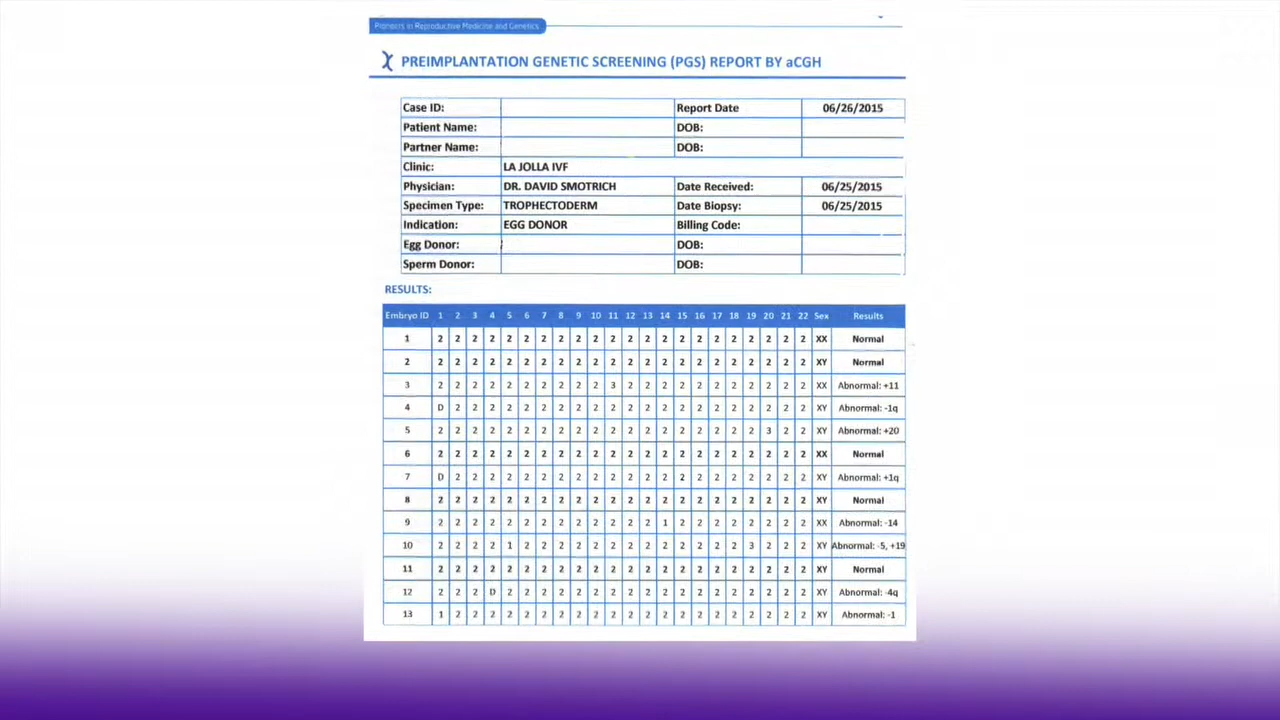 Pioneers in Reproductive Medicine and Genetics
PREIMPLANTATION GENETIC SCREENING (PGS) REPORT BY aCGH
Case ID: Report Date 06/26/2015
Patient Name: DOB:
Partner Name: DOB:
Clinic: LA JOLLA IVF
Physician: DR. DAVID SMOTRICH Date Received: 06/25/2015
Specimen Type: TROPHECTODERM Date Biopsy: 06/25/2015
Indication: EGG DONOR Billing Code:
Egg Donor: DOB:
Sperm Donor: DOB:
RESULTS:
Embryo ID 1 2 3 4 5 6 7 8 9 10 11 12 13 14 15 16 17 18 19 20 21 22 Sex Results
1 2 2 2 2 2 2 2 2 2 2 2 2 2 2 2 2 2 2 2 2 2 2 XX Normal
2 2 2 2 2 2 2 2 2 2 2 2 2 2 2 2 2 2 2 2 2 2 2 XY Normal
3 2 2 2 2 2 2 2 2 2 2 3 2 2 2 2 2 2 2 2 2 2 2 XX Abnormal: +11
4 D 2 2 2 2 2 2 2 2 2 2 2 2 2 2 2 2 2 2 2 2 2 XY Abnormal: -1q
5 2 2 2 2 2 2 2 2 2 2 2 2 2 2 2 2 2 2 2 3 2 2 XY Abnormal: +20
6 2 2 2 2 2 2 2 2 2 2 2 2 2 2 2 2 2 2 2 2 2 2 XX Normal
7 D 2 2 2 2 2 2 2 2 2 2 2 2 2 2 2 2 2 2 2 2 2 XY Abnormal: +1q
8 2 2 2 2 2 2 2 2 2 2 2 2 2 2 2 2 2 2 2 2 2 2 XY Normal
9 2 2 2 2 2 2 2 2 2 2 2 2 2 1 2 2 2 2 2 2 2 2 XX Abnormal: -14
10 2 2 2 2 1 2 2 2 2 2 2 2 2 2 2 2 2 2 3 2 2 2 XY Abnormal: -5, +19
11 2 2 2 2 2 2 2 2 2 2 2 2 2 2 2 2 2 2 2 2 2 2 XY Normal
12 2 2 2 D 2 2 2 2 2 2 2 2 2 2 2 2 2 2 2 2 2 2 XY Abnormal: -4q
13 1 2 2 2 2 2 2 2 2 2 2 2 2 2 2 2 2 2 2 2 2 2 XY Abnormal: -1